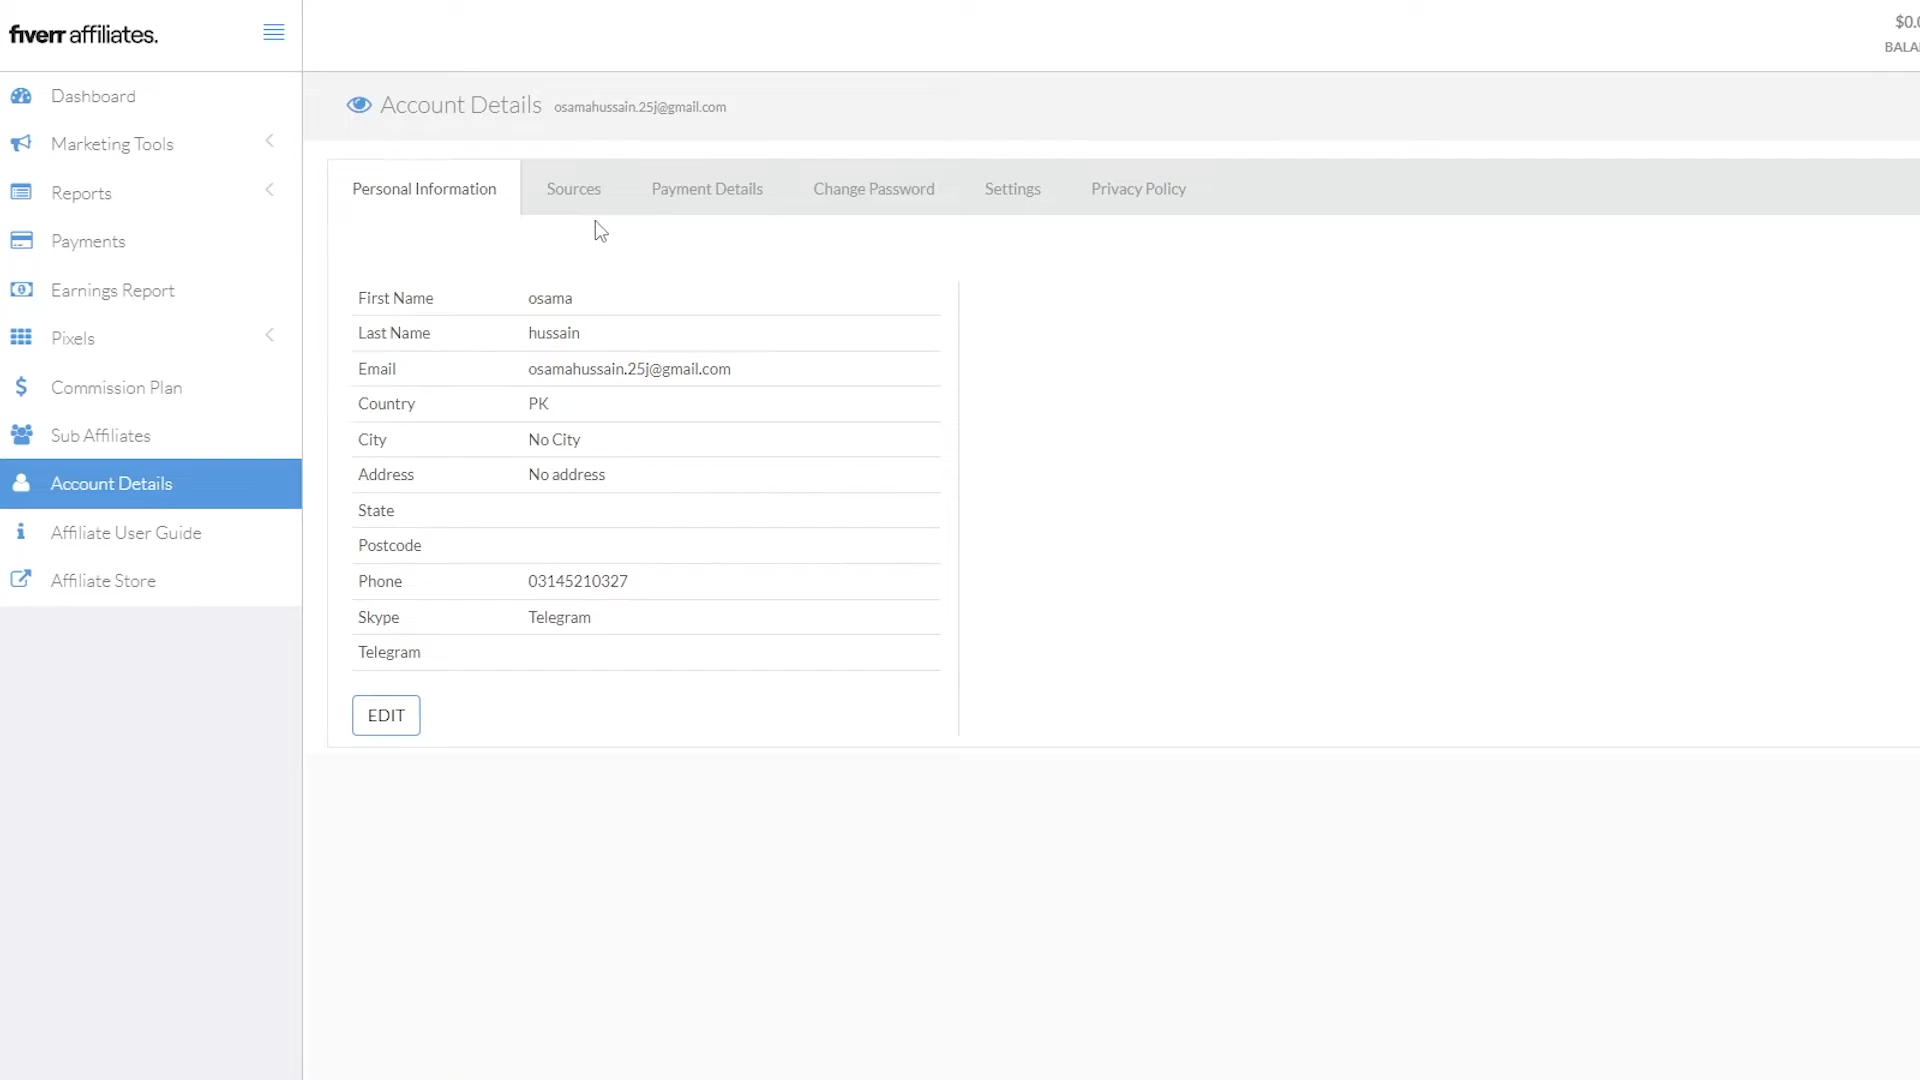 fiverr affiliates.
$0.0
BALA
Dashboard
Marketing Tools
Reports
Payments
Earnings Report
Pixels
Commission Plan
Sub Affiliates
Account Details
Affiliate User Guide
Affiliate Store
Account Details osamahussain.25j@gmail.com
Personal Information Sources Payment Details Change Password Settings Privacy Policy
First Name osama
Last Name hussain
Email osamahussain.25j@gmail.com
Country PK
City No City
Address No address
State
Postcode
Phone 03145210327
Skype Telegram
Telegram
EDIT